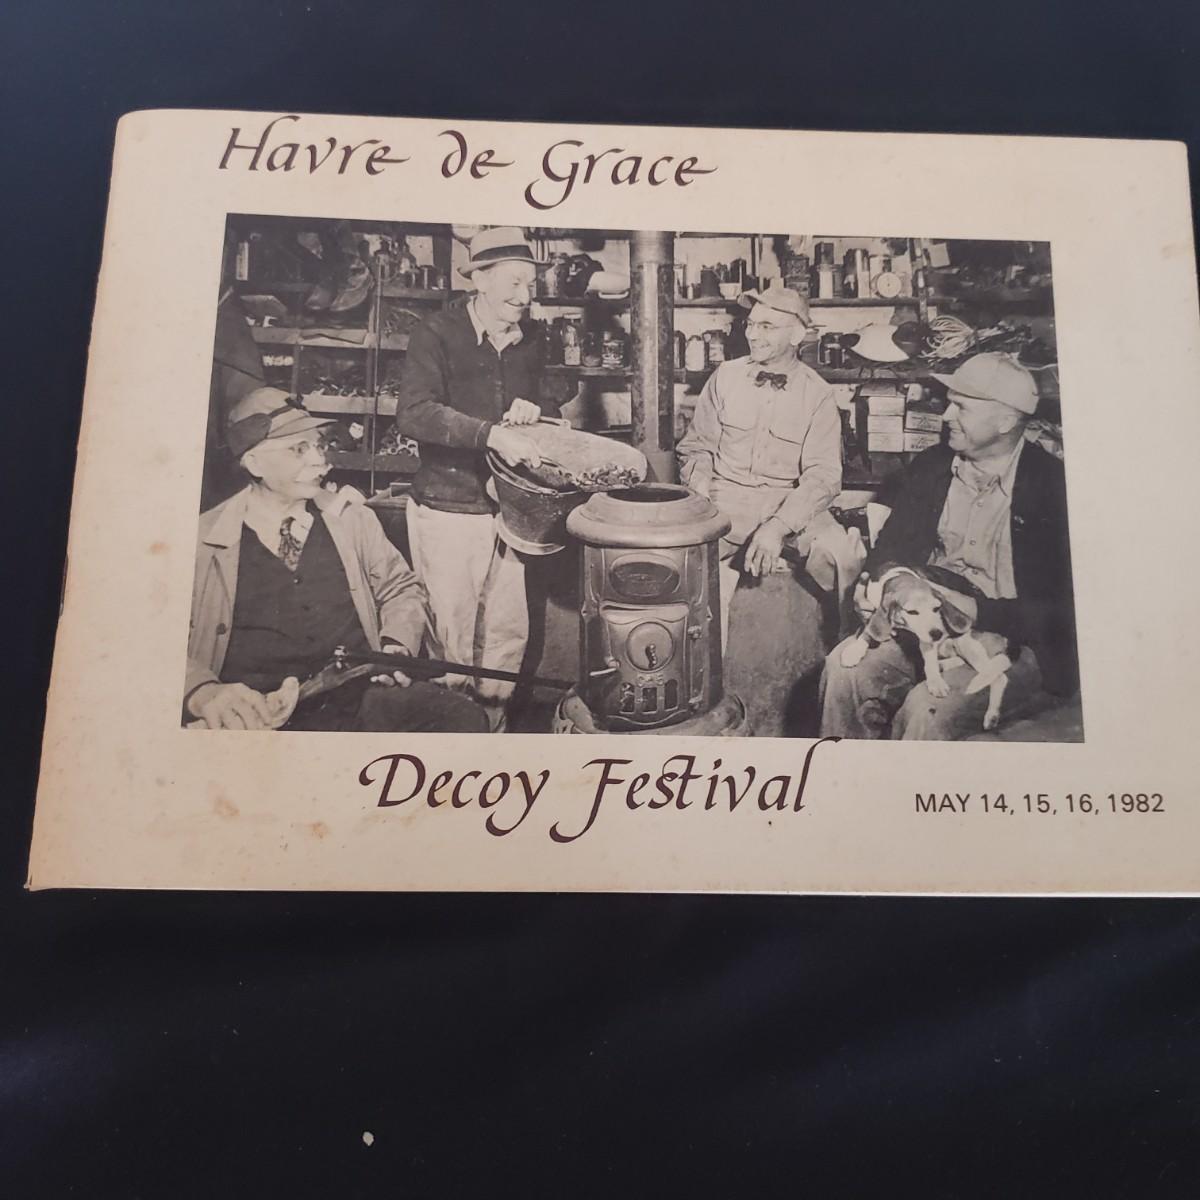 Havre de Grace
Decoy Festival
MAY 14, 15, 16, 1982